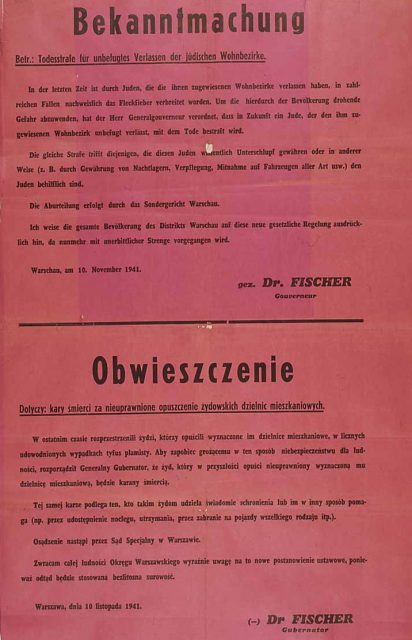 Bekanntmachung
Betr.: Todesstrafe für unbefugtes Verlassen der jüdischen Wohnbezirke.
In der letzten Zeit ist durch Juden, die die ihnen zugewiesenen Wohnbezirke verlassen haben, in zahl-
reichen Fällen nachweislich das Fleckfieber verbreitet worden. Um die hierdurch der Bevölkerung drohende
Gefahr abzuwenden, hat der Herr Generalgouverneur verordnet, dass in Zukunft ein Jude, der den ihm zu-
gewiesenen Wohnbezirk unbefugt verlässt, mit dem Tode bestraft wird.
Die gleiche Strafe trifft diejenigen, die diesen Juden wissentlich Unterschlupf gewähren oder in anderer
Weise (z. B. durch Gewährung von Nachtlagern, Verpflegung, Mitnahme auf Fahrzeugen aller Art usw.) den
Juden behilflich sind.
Die Aburteilung erfolgt durch das Sondergericht Warschau.
Ich weise die gesamte Bevölkerung des Distrikts Warschau auf diese neue gesetzliche Regelung ausdrück-
lich hin, da nunmehr mit unerbittlicher Strenge vorgegangen wird.
Warschau, am 10. November 1941.
gez. Dr. FISCHER
Gouverneur
Obwieszczenie
Dotyczy: kary śmierci za nieuprawnione opuszczenie żydowskich dzielnic mieszkaniowych.
W ostatnim czasie rozprzestrzenili żydzi, którzy opuścili wyznaczone im dzielnice mieszkaniowe, w licznych
udowodnionych wypadkach tyfus plamisty. Aby zapobiec grożącemu w ten sposób niebezpieczeństwu dla lud-
ności, rozporządził Generalny Gubernator, że żyd, który w przyszłości opuści nieuprawniony wyznaczoną mu
dzielnicę mieszkaniową, będzie karany śmiercią.
Tej samej karze podlega ten, kto takim żydom udziela świadomie schronienia lub im w inny sposób poma-
ga (np. przez udostępnienie noclegu, utrzymania, przez zabranie na pojazdy wszelkiego rodzaju itp.).
Osądzenie nastąpi przez Sąd Specjalny w Warszawie.
Zwracam całej ludności Okręgu Warszawskiego wyraźnie uwagę na to nowe postanowienie ustawowe, ponie-
waż odtąd będzie stosowana bezlitosna surowość.
Warszawa, dnia 10 listopada 1941.
(—) Dr FISCHER
Gubernator